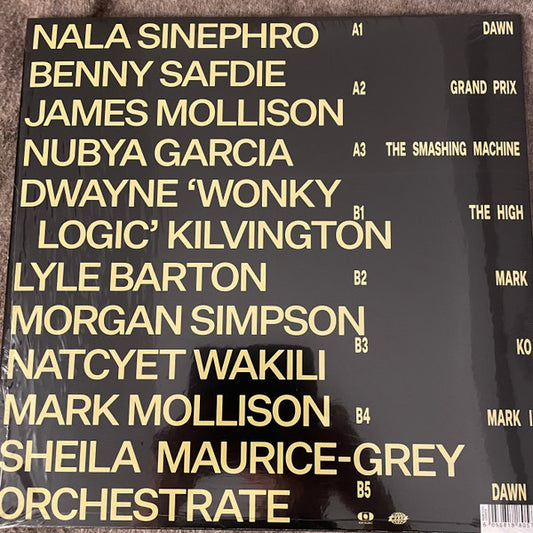 NALA SINEPHRO
BENNY SAFDIE
JAMES MOLLISON
NUBYA GARCIA
DWAYNE ‘WONKY
LOGIC’ KILVINGTON
LYLE BARTON
MORGAN SIMPSON
NATCYET WAKILI
MARK MOLLISON
SHEILA MAURICE-GREY
ORCHESTRATE
A1 DAWN
A2 GRAND PRIX
A3 THE SMASHING MACHINE
B1 THE HIGH
B2 MARK
B3 KO
B4 MARK I
B5 DAWN